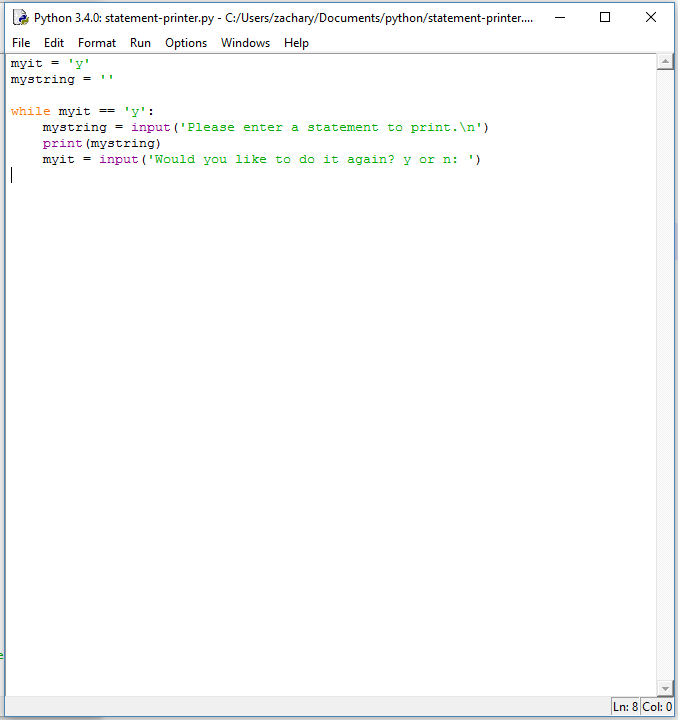 Python 3.4.0: statement-printer.py - C:/Users/zachary/Documents/python/statement-printer....
File Edit Format Run Options Windows Help
myit = 'y'
mystring = ''
while myit == 'y':
    mystring = input('Please enter a statement to print.\n')
    print(mystring)
    myit = input('Would you like to do it again? y or n: ')
Ln: 8 Col: 0